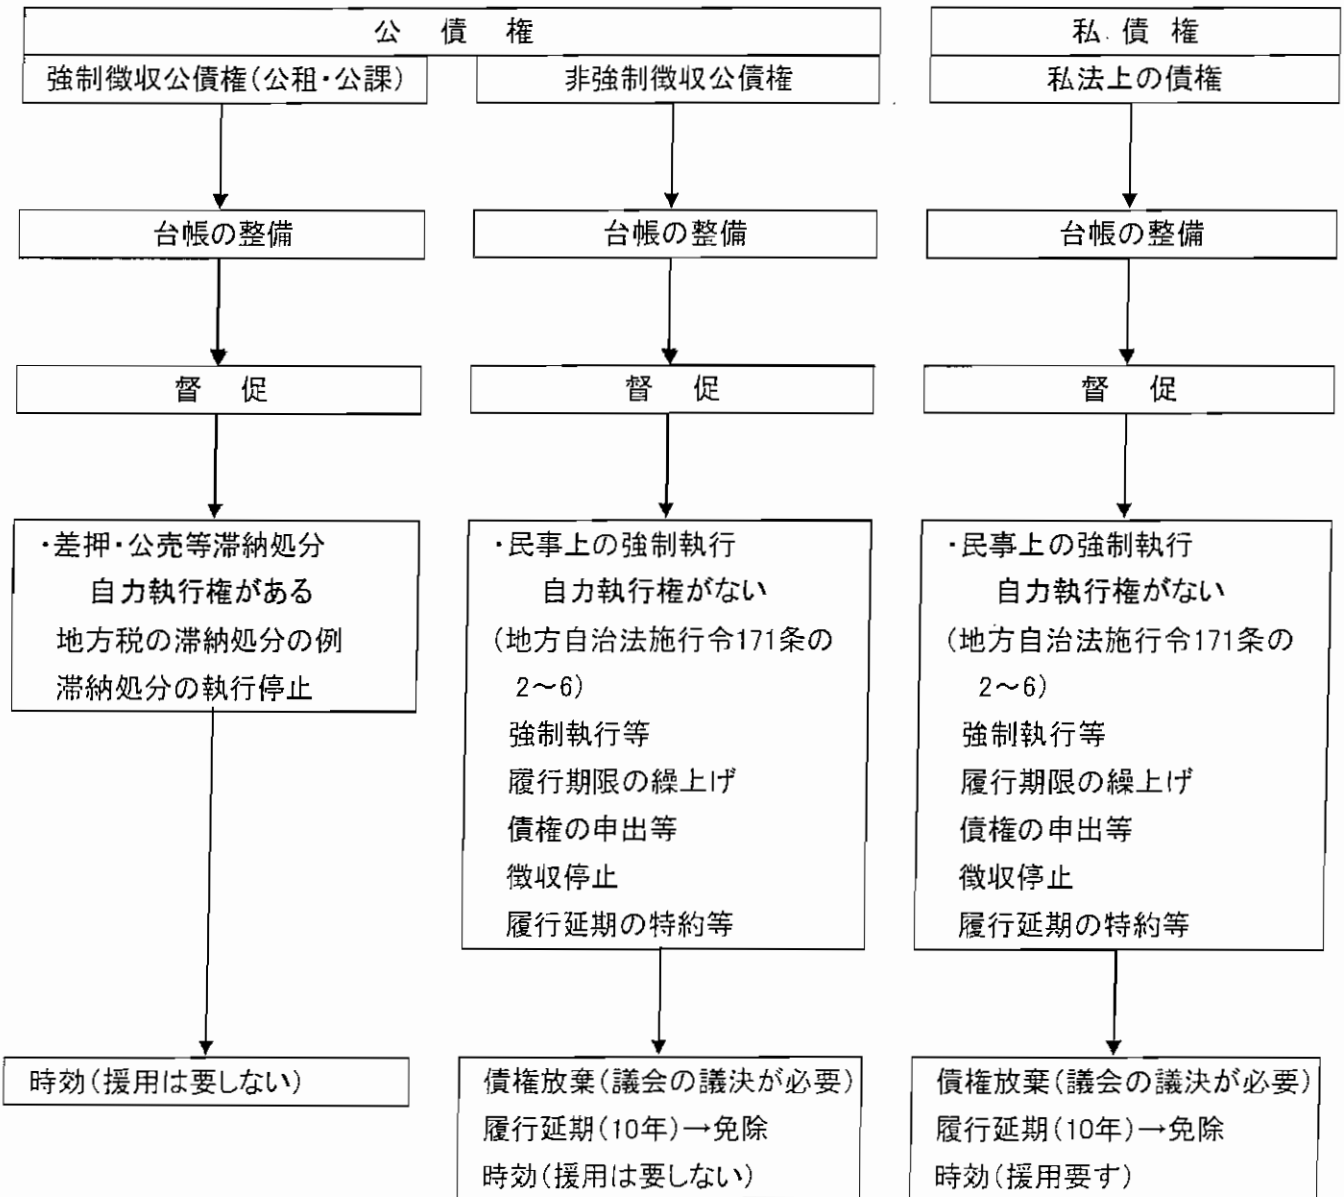 公　債　権
強制徴収公債権（公租・公課）
非強制徴収公債権
私 債 権
私法上の債権
台帳の整備
台帳の整備
台帳の整備
督　促
督　促
督　促
・差押・公売等滞納処分
自力執行権がある
地方税の滞納処分の例
滞納処分の執行停止
・民事上の強制執行
自力執行権がない
（地方自治法施行令171条の
2～6）
強制執行等
履行期限の繰上げ
債権の申出等
徴収停止
履行延期の特約等
・民事上の強制執行
自力執行権がない
（地方自治法施行令171条の
2～6）
強制執行等
履行期限の繰上げ
債権の申出等
徴収停止
履行延期の特約等
時効（援用は要しない）
債権放棄（議会の議決が必要）
履行延期（10年）→免除
時効（援用は要しない）
債権放棄（議会の議決が必要）
履行延期（10年）→免除
時効（援用要す）